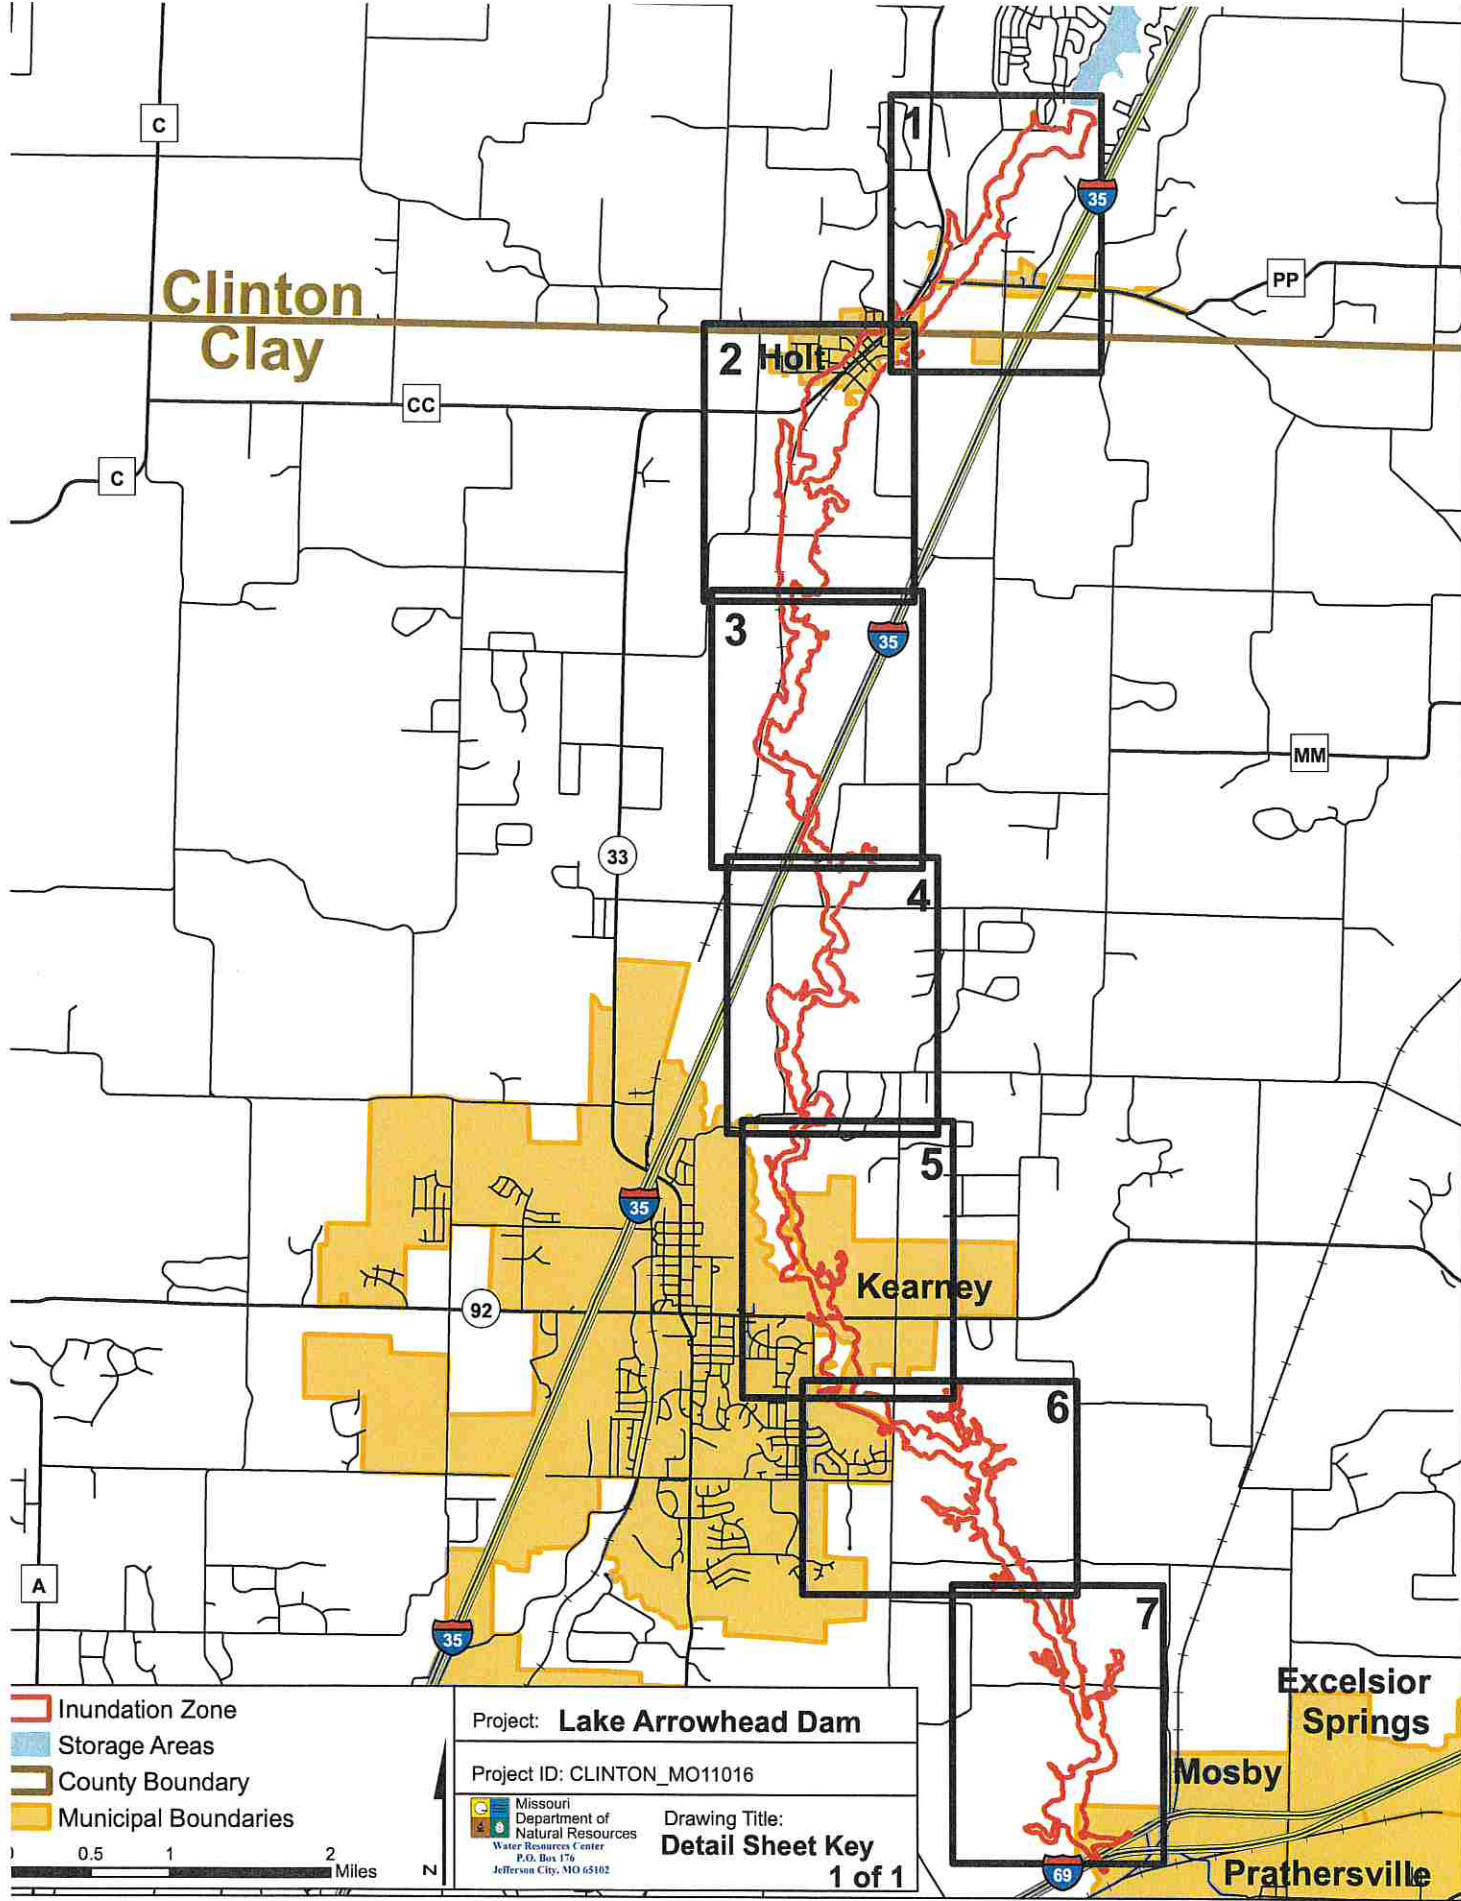 1
C
35
PP
Clinton
Clay
2 Holt
CC
C
3
35
MM
33
4
5
35
Kearney
92
6
A
7
35
Excelsior
Springs
Mosby
69
Prathersville
Inundation Zone
Storage Areas
County Boundary
Municipal Boundaries
0.5 1 2
Miles
N
Project: Lake Arrowhead Dam
Project ID: CLINTON_MO11016
Missouri
Department of
Natural Resources
Water Resources Center
P.O. Box 176
Jefferson City, MO 65102
Drawing Title:
Detail Sheet Key
1 of 1